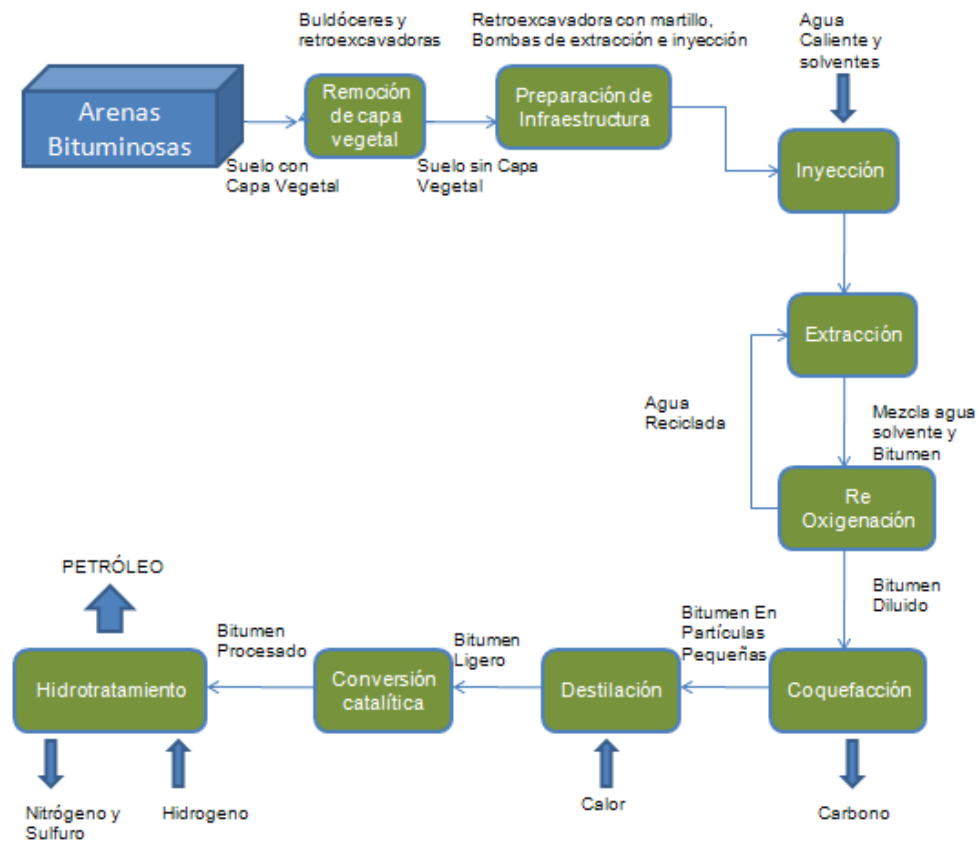 Buldóceres y
retroexcavadoras
Retroexcavadora con martillo,
Bombas de extracción e inyección
Agua
Caliente y
solventes
Arenas
Bituminosas
Remoción
de capa
vegetal
Preparación de
Infraestructura
Inyección
Suelo con
Capa Vegetal
Suelo sin Capa
Vegetal
Extracción
Agua
Reciclada
Mezcla agua
solvente y
Bitumen
Re
Oxigenación
Bitumen
Diluido
PETRÓLEO
Bitumen
Procesado
Bitumen
Ligero
Bitumen En
Partículas
Pequeñas
Hidrotratamiento
Conversión
catalítica
Destilación
Coquefacción
Nitrógeno y
Sulfuro
Hidrogeno
Calor
Carbono